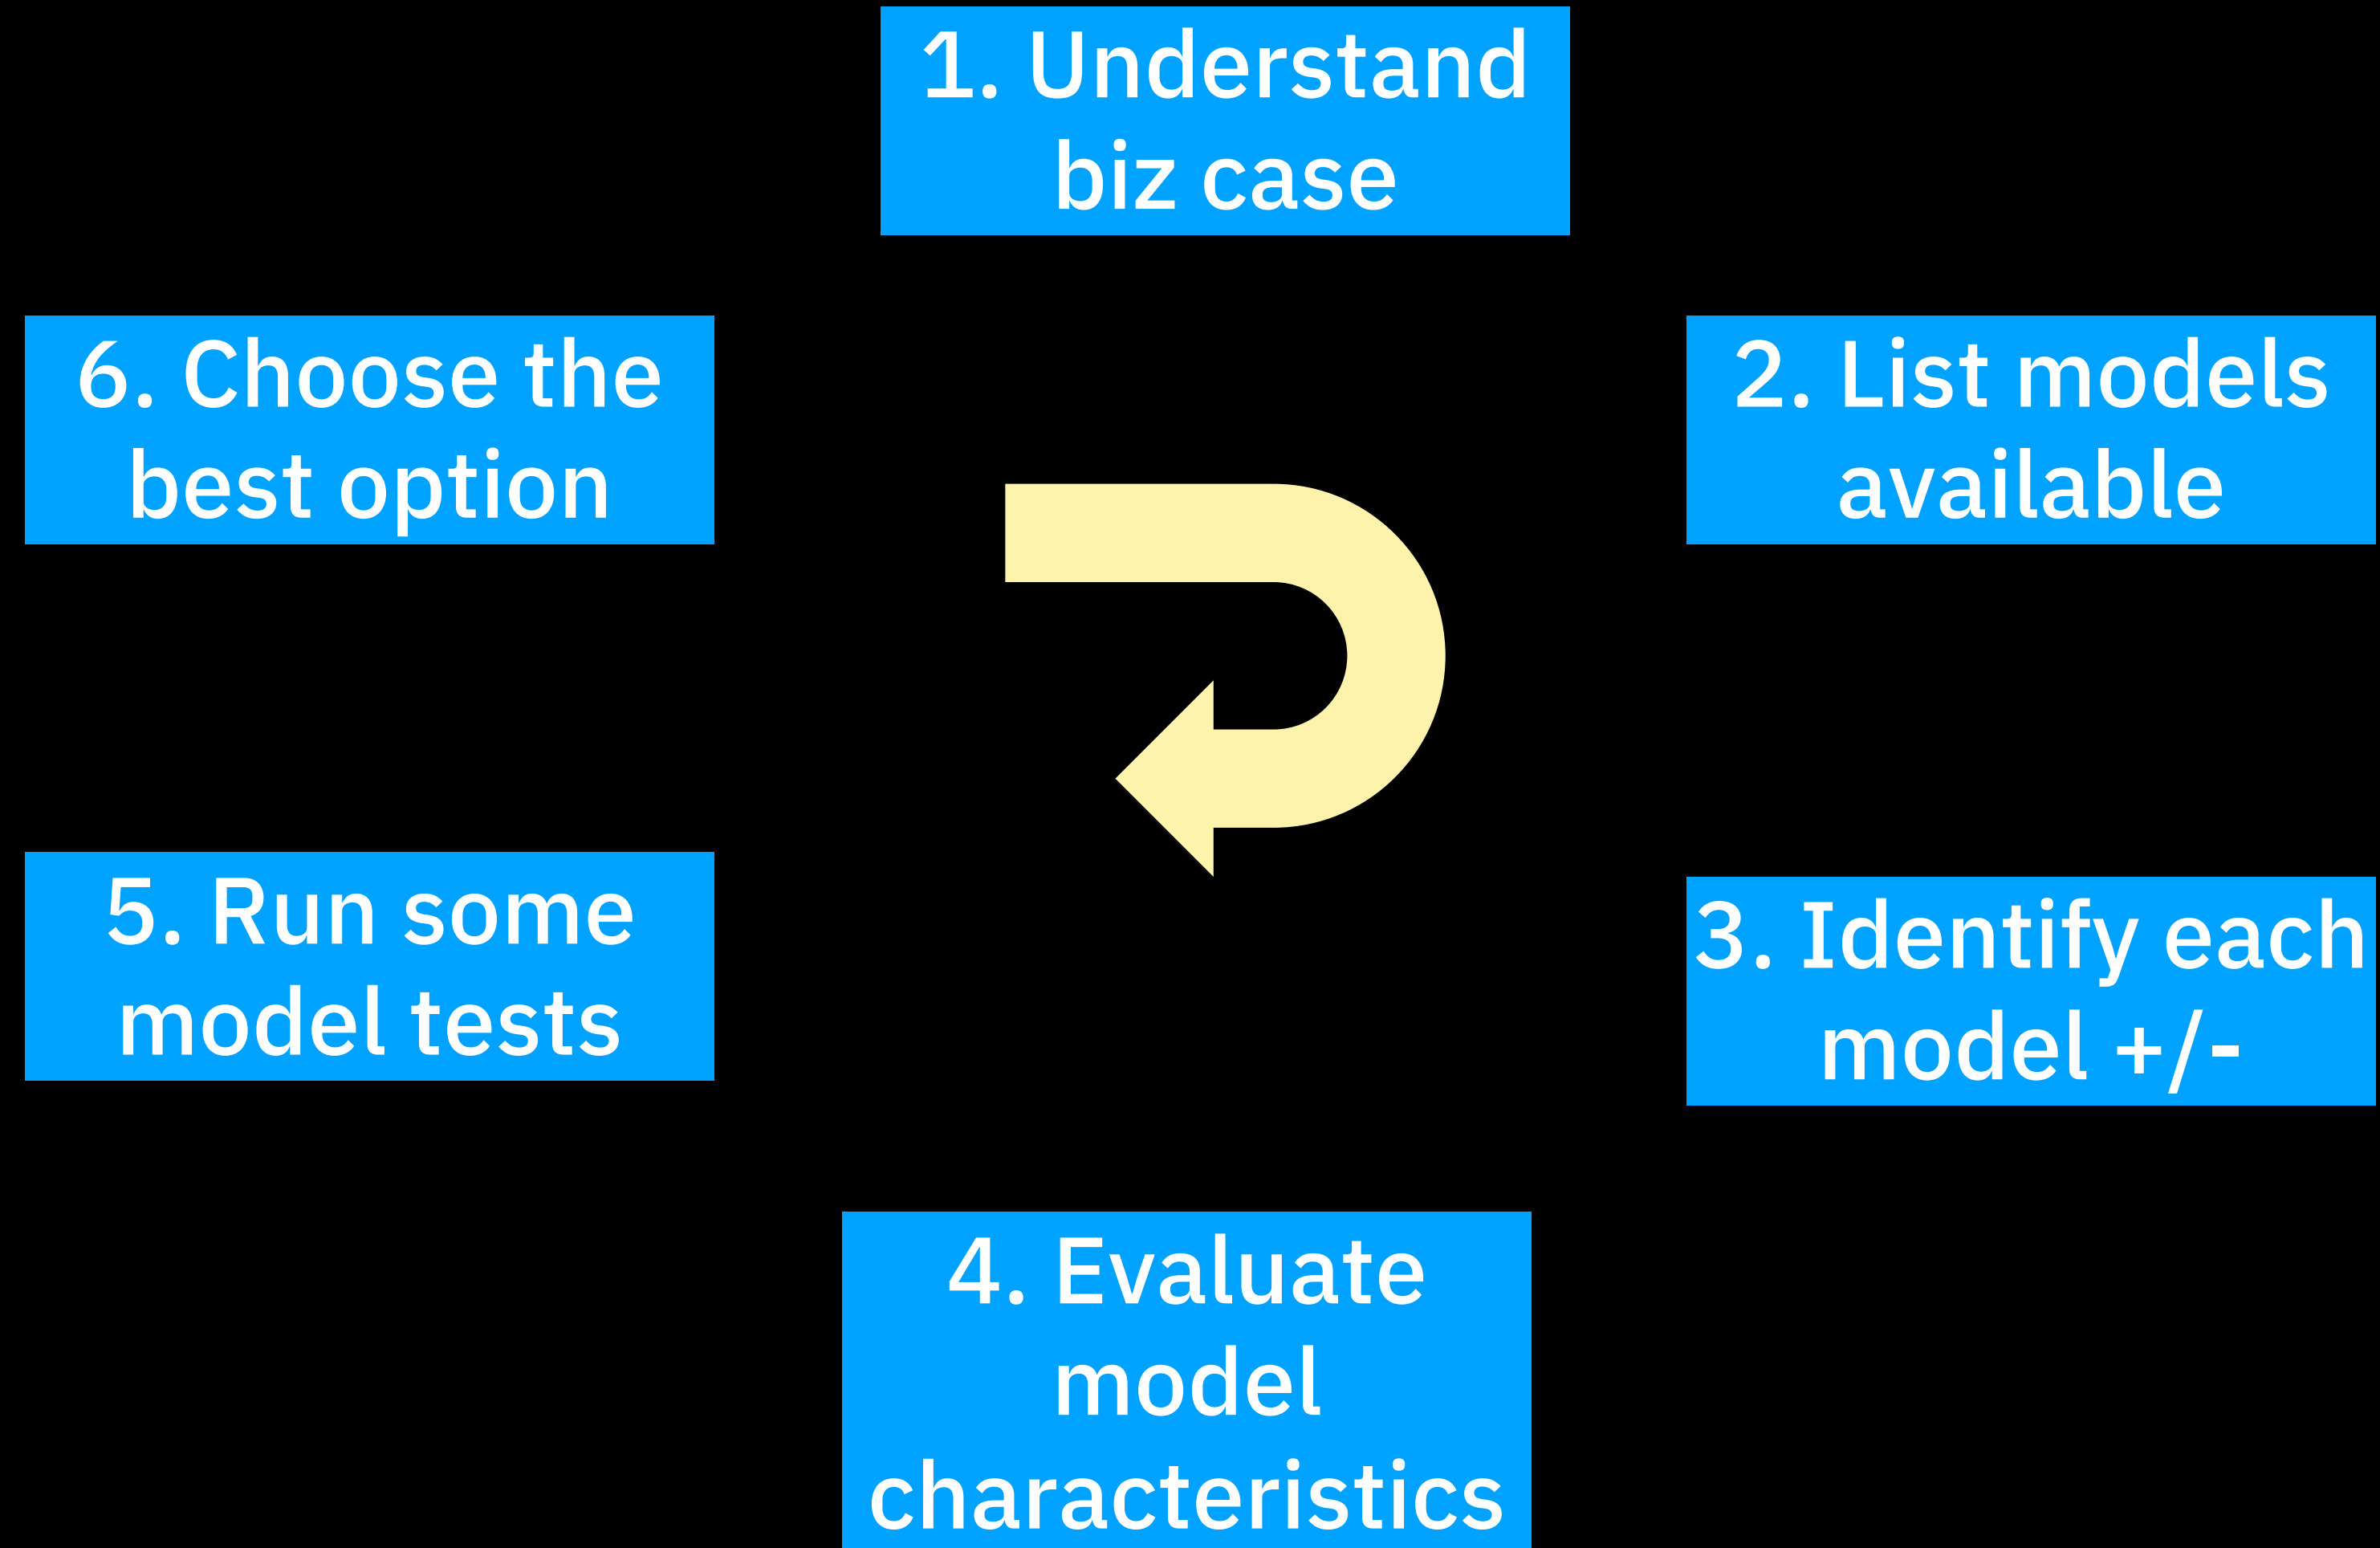 1. Understand
biz case
2. List models
available
3. Identify each
model +/-
4. Evaluate
model
characteristics
5. Run some
model tests
6. Choose the
best option